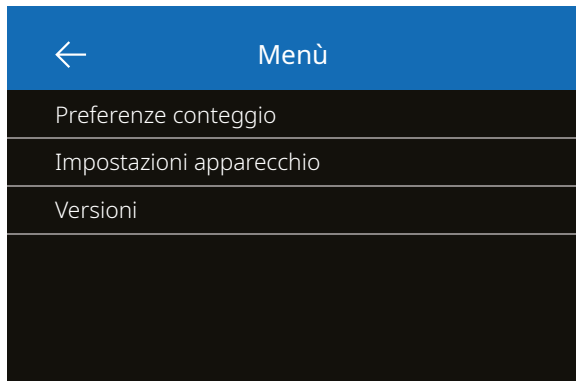 Menù
Preferenze conteggio
Impostazioni apparecchio
Versioni